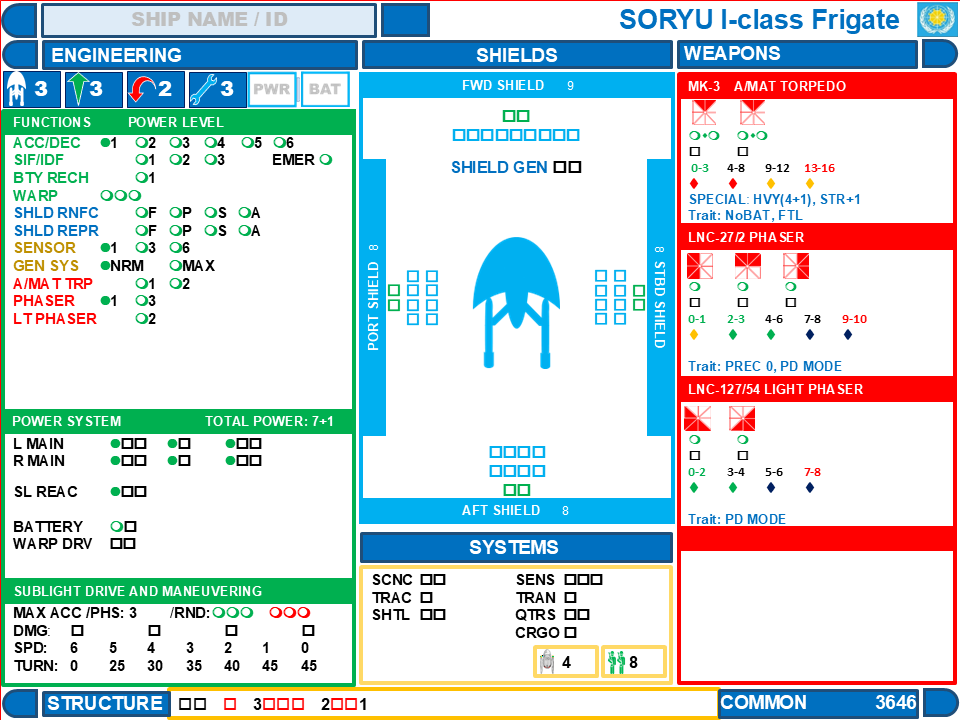 SHIP NAME / ID
SORYU I-class Frigate
ENGINEERING
SHIELDS
WEAPONS
3 3 2 3 PWR BAT
FUNCTIONS POWER LEVEL
ACC/DEC 1 2 3 4 5 6
SIF/IDF 1 2 3 EMER
BTY RECH 1
WARP
SHLD RNFC F P S A
SHLD REPR F P S A
SENSOR 1 3 6
GEN SYS NRM MAX
A/MAT TRP 1 2
PHASER 1 3
LT PHASER 2
POWER SYSTEM TOTAL POWER: 7+1
L MAIN
R MAIN
SL REAC
BATTERY
WARP DRV
SUBLIGHT DRIVE AND MANEUVERING
MAX ACC /PHS: 3 /RND:
DMG:
SPD: 6 5 4 3 2 1 0
TURN: 0 25 30 35 40 45 45
FWD SHIELD 9
SHIELD GEN
PORT SHIELD 8
8 STBD SHIELD
AFT SHIELD 8
SYSTEMS
SCNC
TRAC
SHTL
SENS
TRAN
QTRS
CRGO
4 8
MK-3 A/MAT TORPEDO
0-3 4-8 9-12 13-16
SPECIAL: HVY(4+1), STR+1
Trait: NoBAT, FTL
LNC-27/2 PHASER
0-1 2-3 4-6 7-8 9-10
Trait: PREC 0, PD MODE
LNC-127/54 LIGHT PHASER
0-2 3-4 5-6 7-8
Trait: PD MODE
STRUCTURE 3 2 1
COMMON 3646